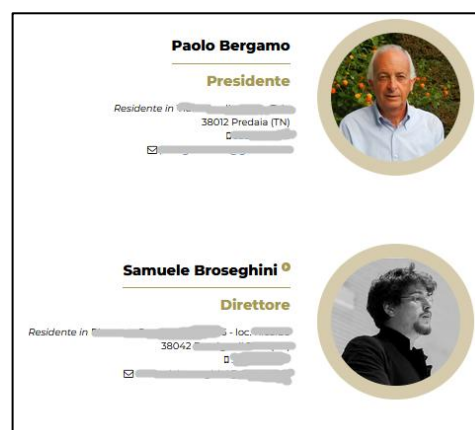 Paolo Bergamo
Presidente
Residente in
38012 Predaia (TN)
Samuele Broseghini
Direttore
Residente in - loc.
38042